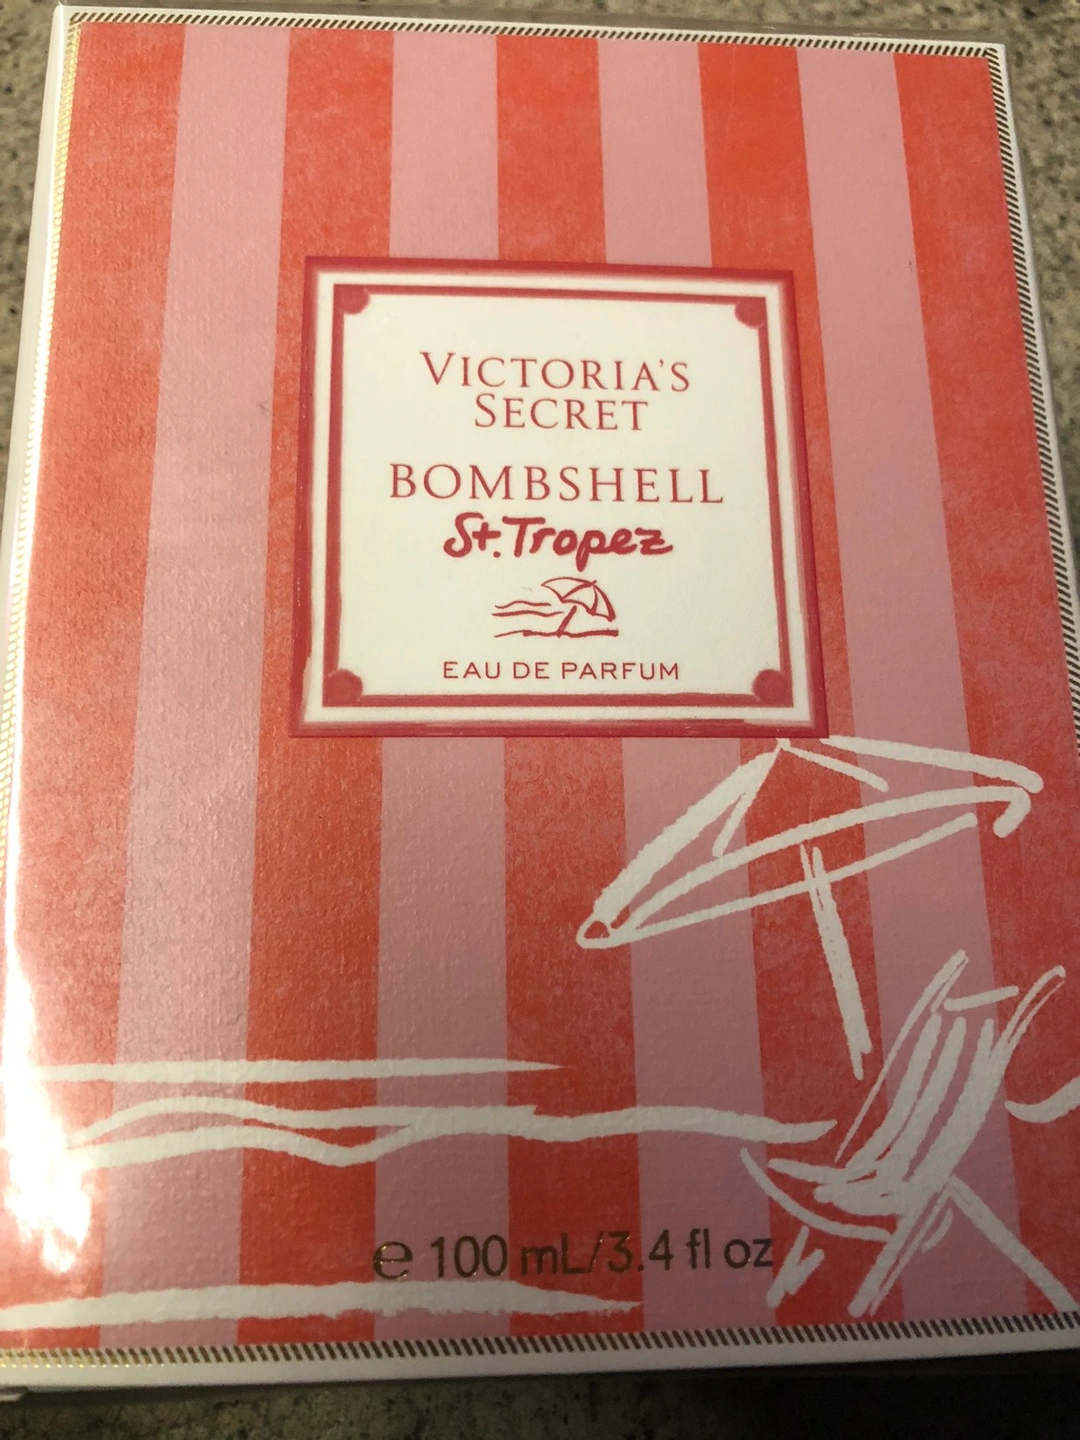 VICTORIA'S
SECRET
BOMBSHELL
St. Tropez
EAU DE PARFUM
℮ 100 mL/3.4 fl oz